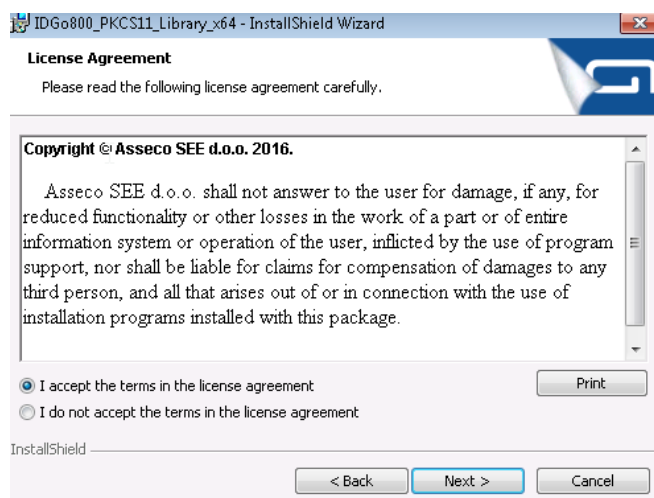 IDGo800_PKCS11_Library_x64 - InstallShield Wizard
License Agreement
Please read the following license agreement carefully.
Copyright © Asseco SEE d.o.o. 2016.
Asseco SEE d.o.o. shall not answer to the user for damage, if any, for
reduced functionality or other losses in the work of a part or of entire
information system or operation of the user, inflicted by the use of program
support, nor shall be liable for claims for compensation of damages to any
third person, and all that arises out of or in connection with the use of
installation programs installed with this package.
I accept the terms in the license agreement
Print
I do not accept the terms in the license agreement
InstallShield
< Back
Next >
Cancel